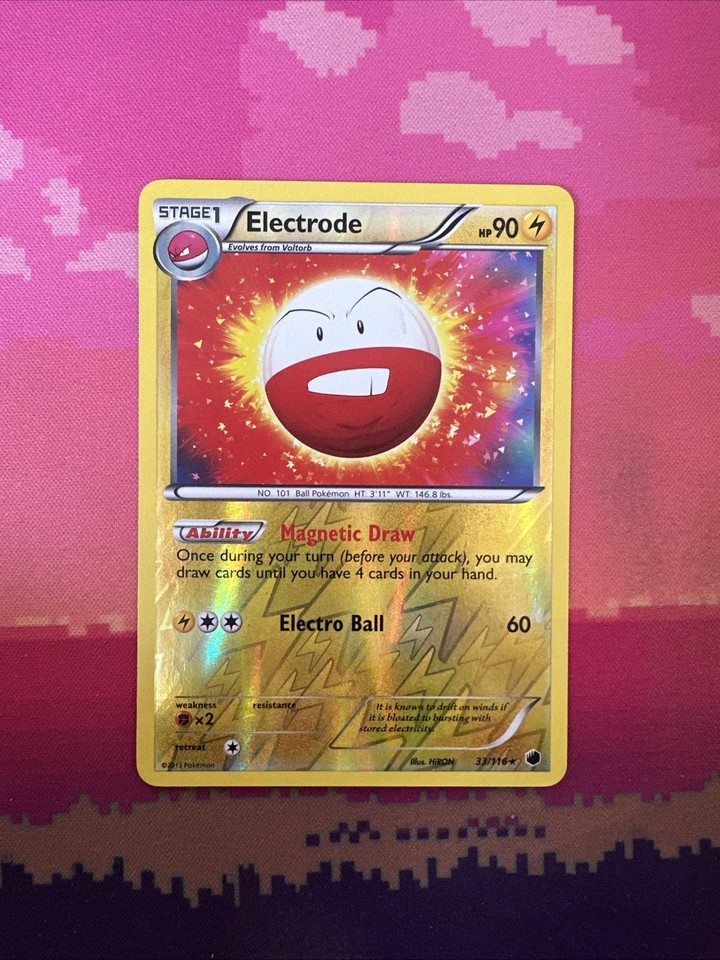 STAGE1
Electrode
HP90
Evolves from Voltorb
NO. 101 Ball Pokémon HT: 3'11" WT: 146.8 lbs.
Ability Magnetic Draw
Once during your turn (before your attack), you may
draw cards until you have 4 cards in your hand.
Electro Ball 60
weakness resistance
×2
retreat
It is known to drift on winds if
it is bloated to bursting with
stored electricity.
©2013 Pokémon
Illus. HiRON 33/116★